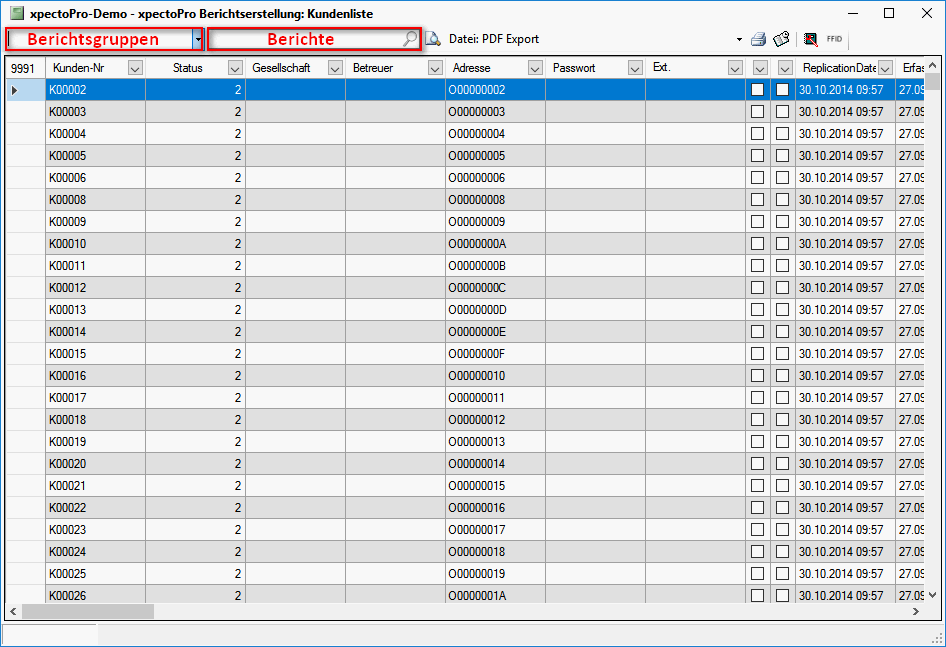 xpectoPro-Demo - xpectoPro Berichtserstellung: Kundenliste
Berichtsgruppen Berichte Datei: PDF Export FFID
9991 Kunden-Nr Status Gesellschaft Betreuer Adresse Passwort Ext. ReplicationDate Erfas
K00002 2 O00000002 30.10.2014 09:57 27.09
K00003 2 O00000003 30.10.2014 09:57 27.09
K00004 2 O00000004 30.10.2014 09:57 27.09
K00005 2 O00000005 30.10.2014 09:57 27.09
K00006 2 O00000006 30.10.2014 09:57 27.09
K00008 2 O00000008 30.10.2014 09:57 27.09
K00009 2 O00000009 30.10.2014 09:57 27.09
K00010 2 O0000000A 30.10.2014 09:57 27.09
K00011 2 O0000000B 30.10.2014 09:57 27.09
K00012 2 O0000000C 30.10.2014 09:57 27.09
K00013 2 O0000000D 30.10.2014 09:57 27.09
K00014 2 O0000000E 30.10.2014 09:57 27.09
K00015 2 O0000000F 30.10.2014 09:57 27.09
K00016 2 O00000010 30.10.2014 09:57 27.09
K00017 2 O00000011 30.10.2014 09:57 27.09
K00018 2 O00000012 30.10.2014 09:57 27.09
K00019 2 O00000013 30.10.2014 09:57 27.09
K00020 2 O00000014 30.10.2014 09:57 27.09
K00021 2 O00000015 30.10.2014 09:57 27.09
K00022 2 O00000016 30.10.2014 09:57 27.09
K00023 2 O00000017 30.10.2014 09:57 27.09
K00024 2 O00000018 30.10.2014 09:57 27.09
K00025 2 O00000019 30.10.2014 09:57 27.09
K00026 2 O0000001A 30.10.2014 09:57 27.09